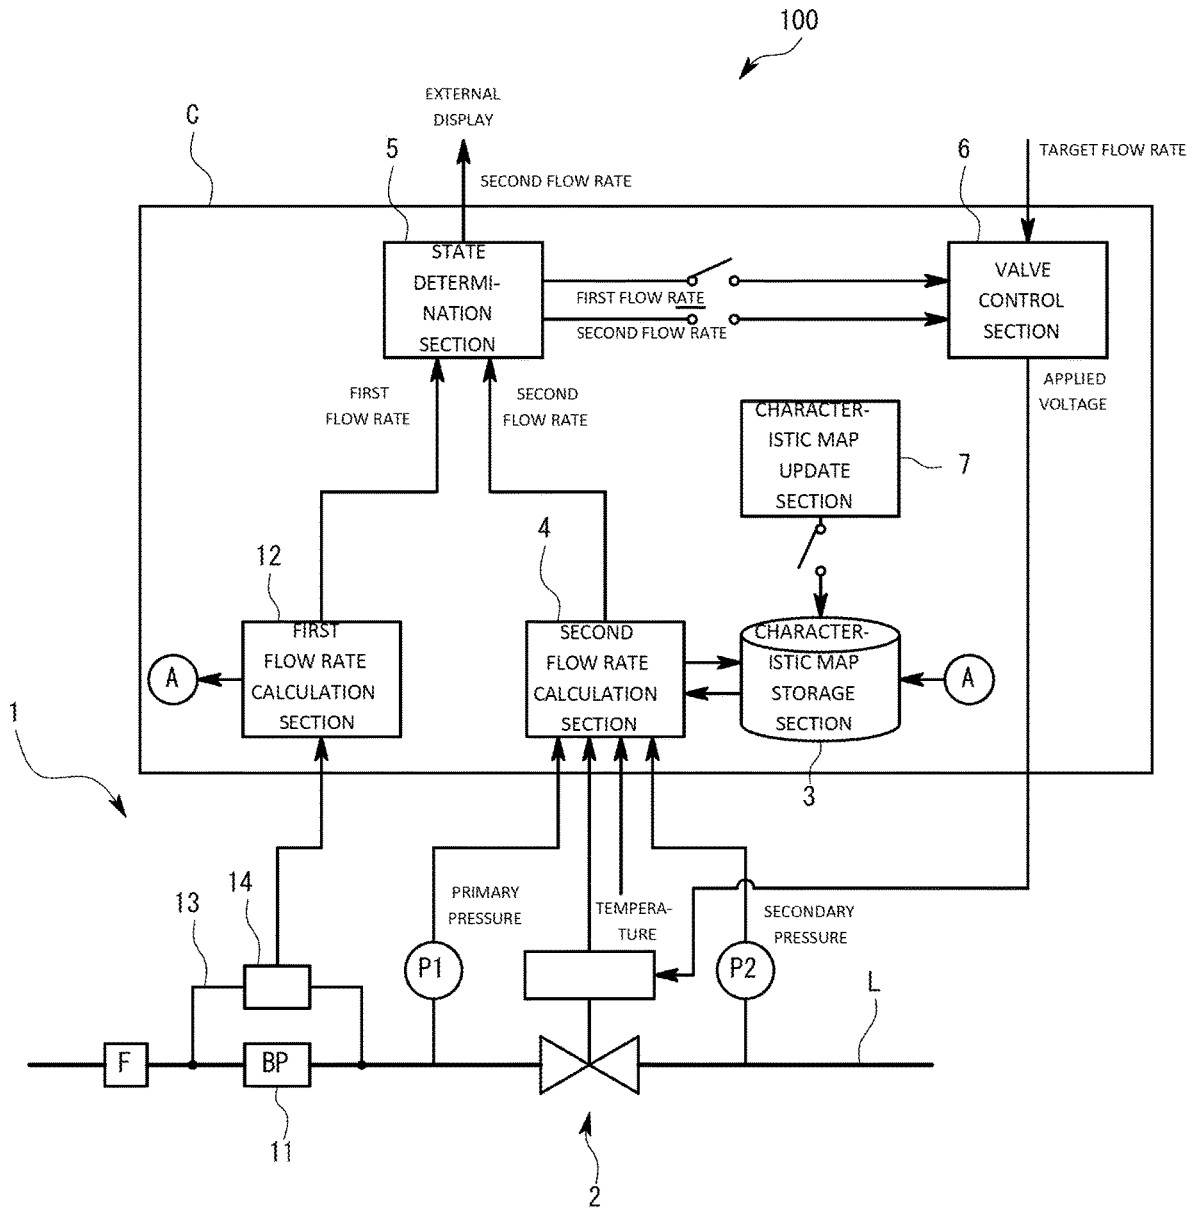 100
EXTERNAL
DISPLAY
C
5
6
TARGET FLOW RATE
SECOND FLOW RATE
STATE
DETERMI-
NATION
SECTION
FIRST FLOW RATE
SECOND FLOW RATE
VALVE
CONTROL
SECTION
FIRST
FLOW RATE
SECOND
FLOW RATE
APPLIED
VOLTAGE
CHARACTER-
ISTIC MAP
UPDATE
SECTION
7
12
4
FIRST
FLOW RATE
CALCULATION
SECTION
A
SECOND
FLOW RATE
CALCULATION
SECTION
CHARACTER-
ISTIC MAP
STORAGE
SECTION
A
3
1
13
14
PRIMARY
PRESSURE
TEMPERA-
TURE
SECONDARY
PRESSURE
P1
P2
L
F
BP
11
2